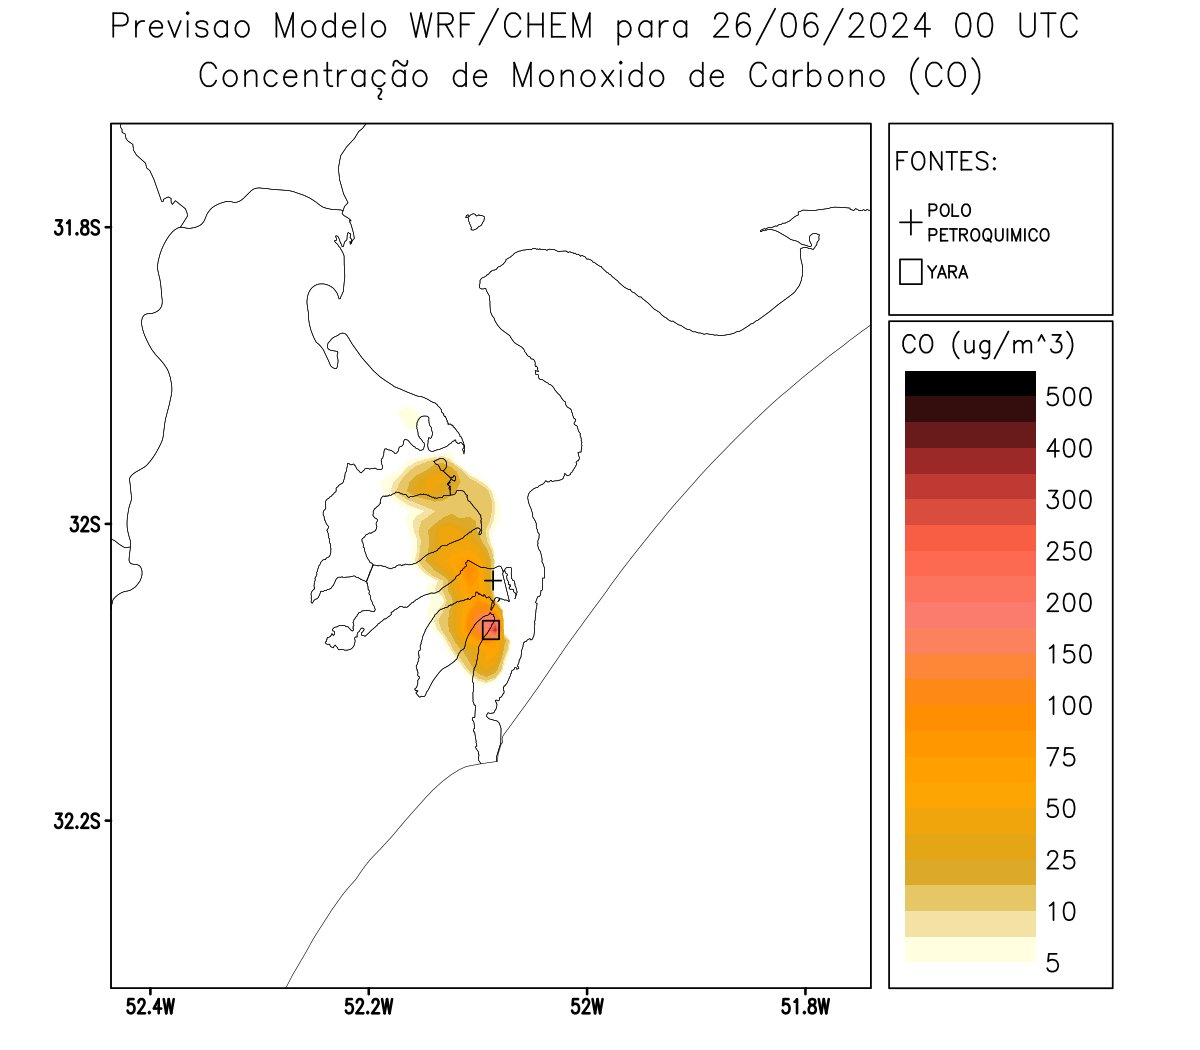 Previsao Modelo WRF/CHEM para 26/06/2024 00 UTC
Concentração de Monoxido de Carbono (CO)
FONTES:
POLO
PETROQUIMICO
YARA
CO (ug/m^3)
500
400
300
250
200
150
100
75
50
25
10
5
31.8S
32S
32.2S
52.4W
52.2W
52W
51.8W